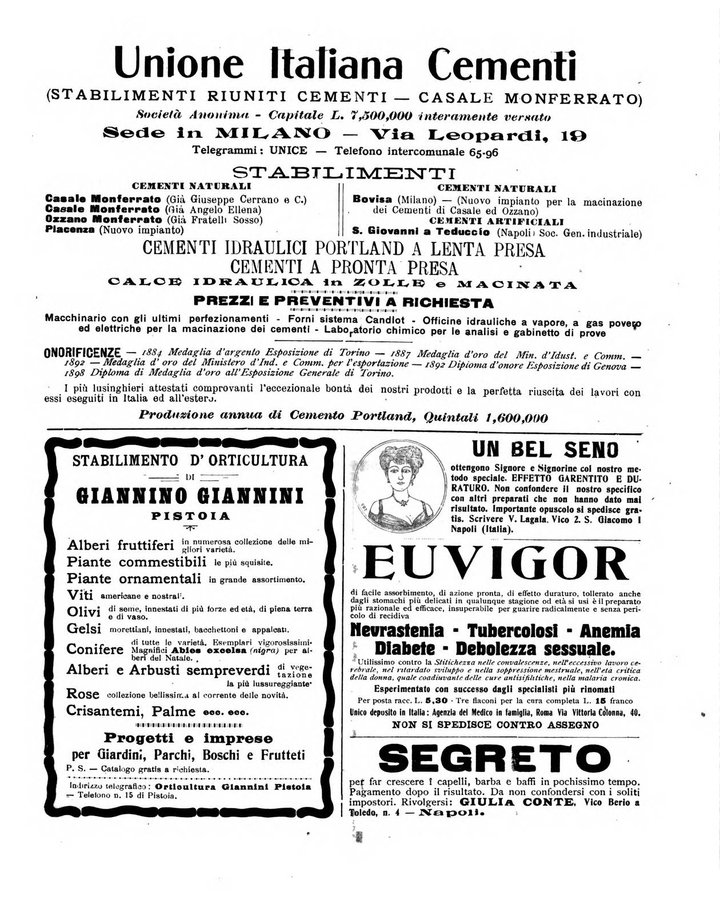 Unione Italiana Cementi
(STABILIMENTI RIUNITI CEMENTI — CASALE MONFERRATO)
Società Anonima - Capitale L. 7,500,000 interamente versato
Sede in MILANO — Via Leopardi, 19
Telegrammi: UNICE — Telefono intercomunale 65-96
STABILIMENTI
CEMENTI NATURALI
Casale Monferrato (Già Giuseppe Cerrano e C.)
Casale Monferrato (Già Angelo Ellena)
Ozzano Monferrato (Già Fratelli Sosso)
Piacenza (Nuovo impianto)
CEMENTI NATURALI
Bovisa (Milano) — (Nuovo impianto per la macinazione
dei Cementi di Casale ed Ozzano)
CEMENTI ARTIFICIALI
S. Giovanni a Teduccio (Napoli: Soc. Gen. industriale)
CEMENTI IDRAULICI PORTLAND A LENTA PRESA
CEMENTI A PRONTA PRESA
CALCE IDRAULICA in ZOLLE e MACINATA
PREZZI E PREVENTIVI A RICHIESTA
Macchinario con gli ultimi perfezionamenti - Forni sistema Candlot - Officine idrauliche a vapore, a gas povero
ed elettriche per la macinazione dei cementi - Laboratorio chimico per le analisi e gabinetto di prove
ONORIFICENZE — 1884 Medaglia d'argento Esposizione di Torino — 1887 Medaglia d'oro del Min. d'Idust. e Comm. —
1892 — Medaglia d'oro del Ministero d'Ind. e Comm. per l'esportazione — 1892 Diploma d'onore Esposizione di Genova —
1898 Diploma di Medaglia d'oro all'Esposizione Generale di Torino.
I più lusinghieri attestati comprovanti l'eccezionale bontà dei nostri prodotti e la perfetta riuscita dei lavori con
essi eseguiti in Italia ed all'estero.
Produzione annua di Cemento Portland, Quintali 1,600,000
STABILIMENTO D'ORTICULTURA
DI
GIANNINO GIANNINI
PISTOIA
Alberi fruttiferi in numerosa collezione delle migliori varietà.
Piante commestibili le più squisite.
Piante ornamentali in grande assortimento.
Viti americane e nostrali.
Olivi di seme, innestati di più forze ed età, di piena terra
e di vaso.
Gelsi morettiani, innestati, bacchettoni e appalcati.
Conifere di tutte le varietà. Esemplari vigorosissimi.
Magnifici Abies excelsa (nigra) per alberi del Natale.
Alberi e Arbusti sempreverdi di vegetazione
la più lussureggiante.
Rose collezione bellissima al corrente delle novità.
Crisantemi, Palme ecc. ecc.
Progetti e imprese
per Giardini, Parchi, Boschi e Frutteti
P. S. — Catalogo gratis a richiesta.
Indirizzo telegrafico: Orticultura Giannini Pistoia
— Telefono n. 15 di Pistoia.
UN BEL SENO
ottengono Signore e Signorine col nostro metodo
speciale. EFFETTO GARENTITO E DURATURO.
Non confondere il nostro specifico
con altri preparati che non hanno dato mai
risultato. Importante opuscolo si spedisce gratis.
Scrivere V. Lagala. Vico 2. S. Giacomo 1
Napoli (Italia).
EUVIGOR
di facile assorbimento, di azione pronta, di effetto duraturo, tollerato anche
dagli stomachi più delicati in qualunque stagione od età si usi è il preparato
più razionale ed efficace, insuperabile per guarire radicalmente e senza pericolo
di recidiva
Nevrastenia - Tubercolosi - Anemia
Diabete - Debolezza sessuale.
Utilissimo contro la Stitichezza nelle convalescenze, nell'eccessivo lavoro cerebrale,
nel ritardato sviluppo e nella soppressione mestruale, nell'età critica
della donna, quale coadiuvante delle cure antisifilitiche, nella malaria cronica.
Esperimentato con successo dagli specialisti più rinomati
Per posta racc. L. 5,30 - Tre flaconi per la cura completa L. 15 franco
Unico deposito in Italia: Agenzia del Medico in famiglia, Roma Via Vittoria Colonna, 40.
NON SI SPEDISCE CONTRO ASSEGNO
SEGRETO
per far crescere i capelli, barba e baffi in pochissimo tempo.
Pagamento dopo il risultato. Da non confondersi con i soliti
impostori. Rivolgersi: GIULIA CONTE, Vico Berio a
Toledo, n. 4 — Napoli.